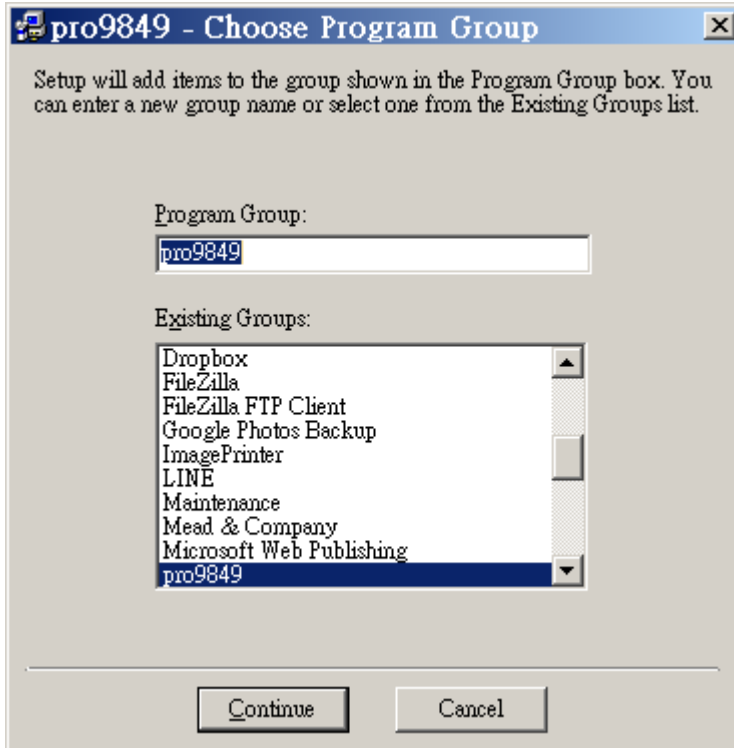 pro9849 - Choose Program Group
Setup will add items to the group shown in the Program Group box. You
can enter a new group name or select one from the Existing Groups list.
Program Group:
pro9849
Existing Groups:
Dropbox
FileZilla
FileZilla FTP Client
Google Photos Backup
ImagePrinter
LINE
Maintenance
Mead & Company
Microsoft Web Publishing
pro9849
Continue Cancel